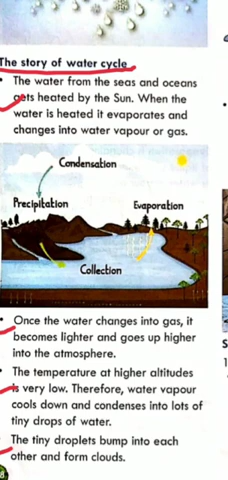 The story of water cycle
• The water from the seas and oceans
gets heated by the Sun. When the
water is heated it evaporates and
changes into water vapour or gas.
Condensation
Precipitation
Evaporation
Collection
• Once the water changes into gas, it
becomes lighter and goes up higher
into the atmosphere.
• The temperature at higher altitudes
is very low. Therefore, water vapour
cools down and condenses into lots of
tiny drops of water.
The tiny droplets bump into each
other and form clouds.